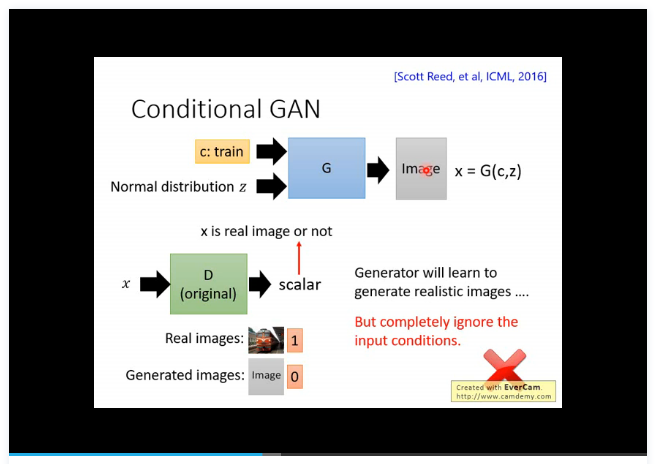 [Scott Reed, et al, ICML, 2016]
Conditional GAN
c: train
G
Image
x = G(c,z)
Normal distribution z
x is real image or not
x
D
(original)
scalar
Generator will learn to
generate realistic images ....
But completely ignore the
input conditions.
Real images:
1
Generated images:
Image
0
Created with EverCam.
http://www.camdemy.com